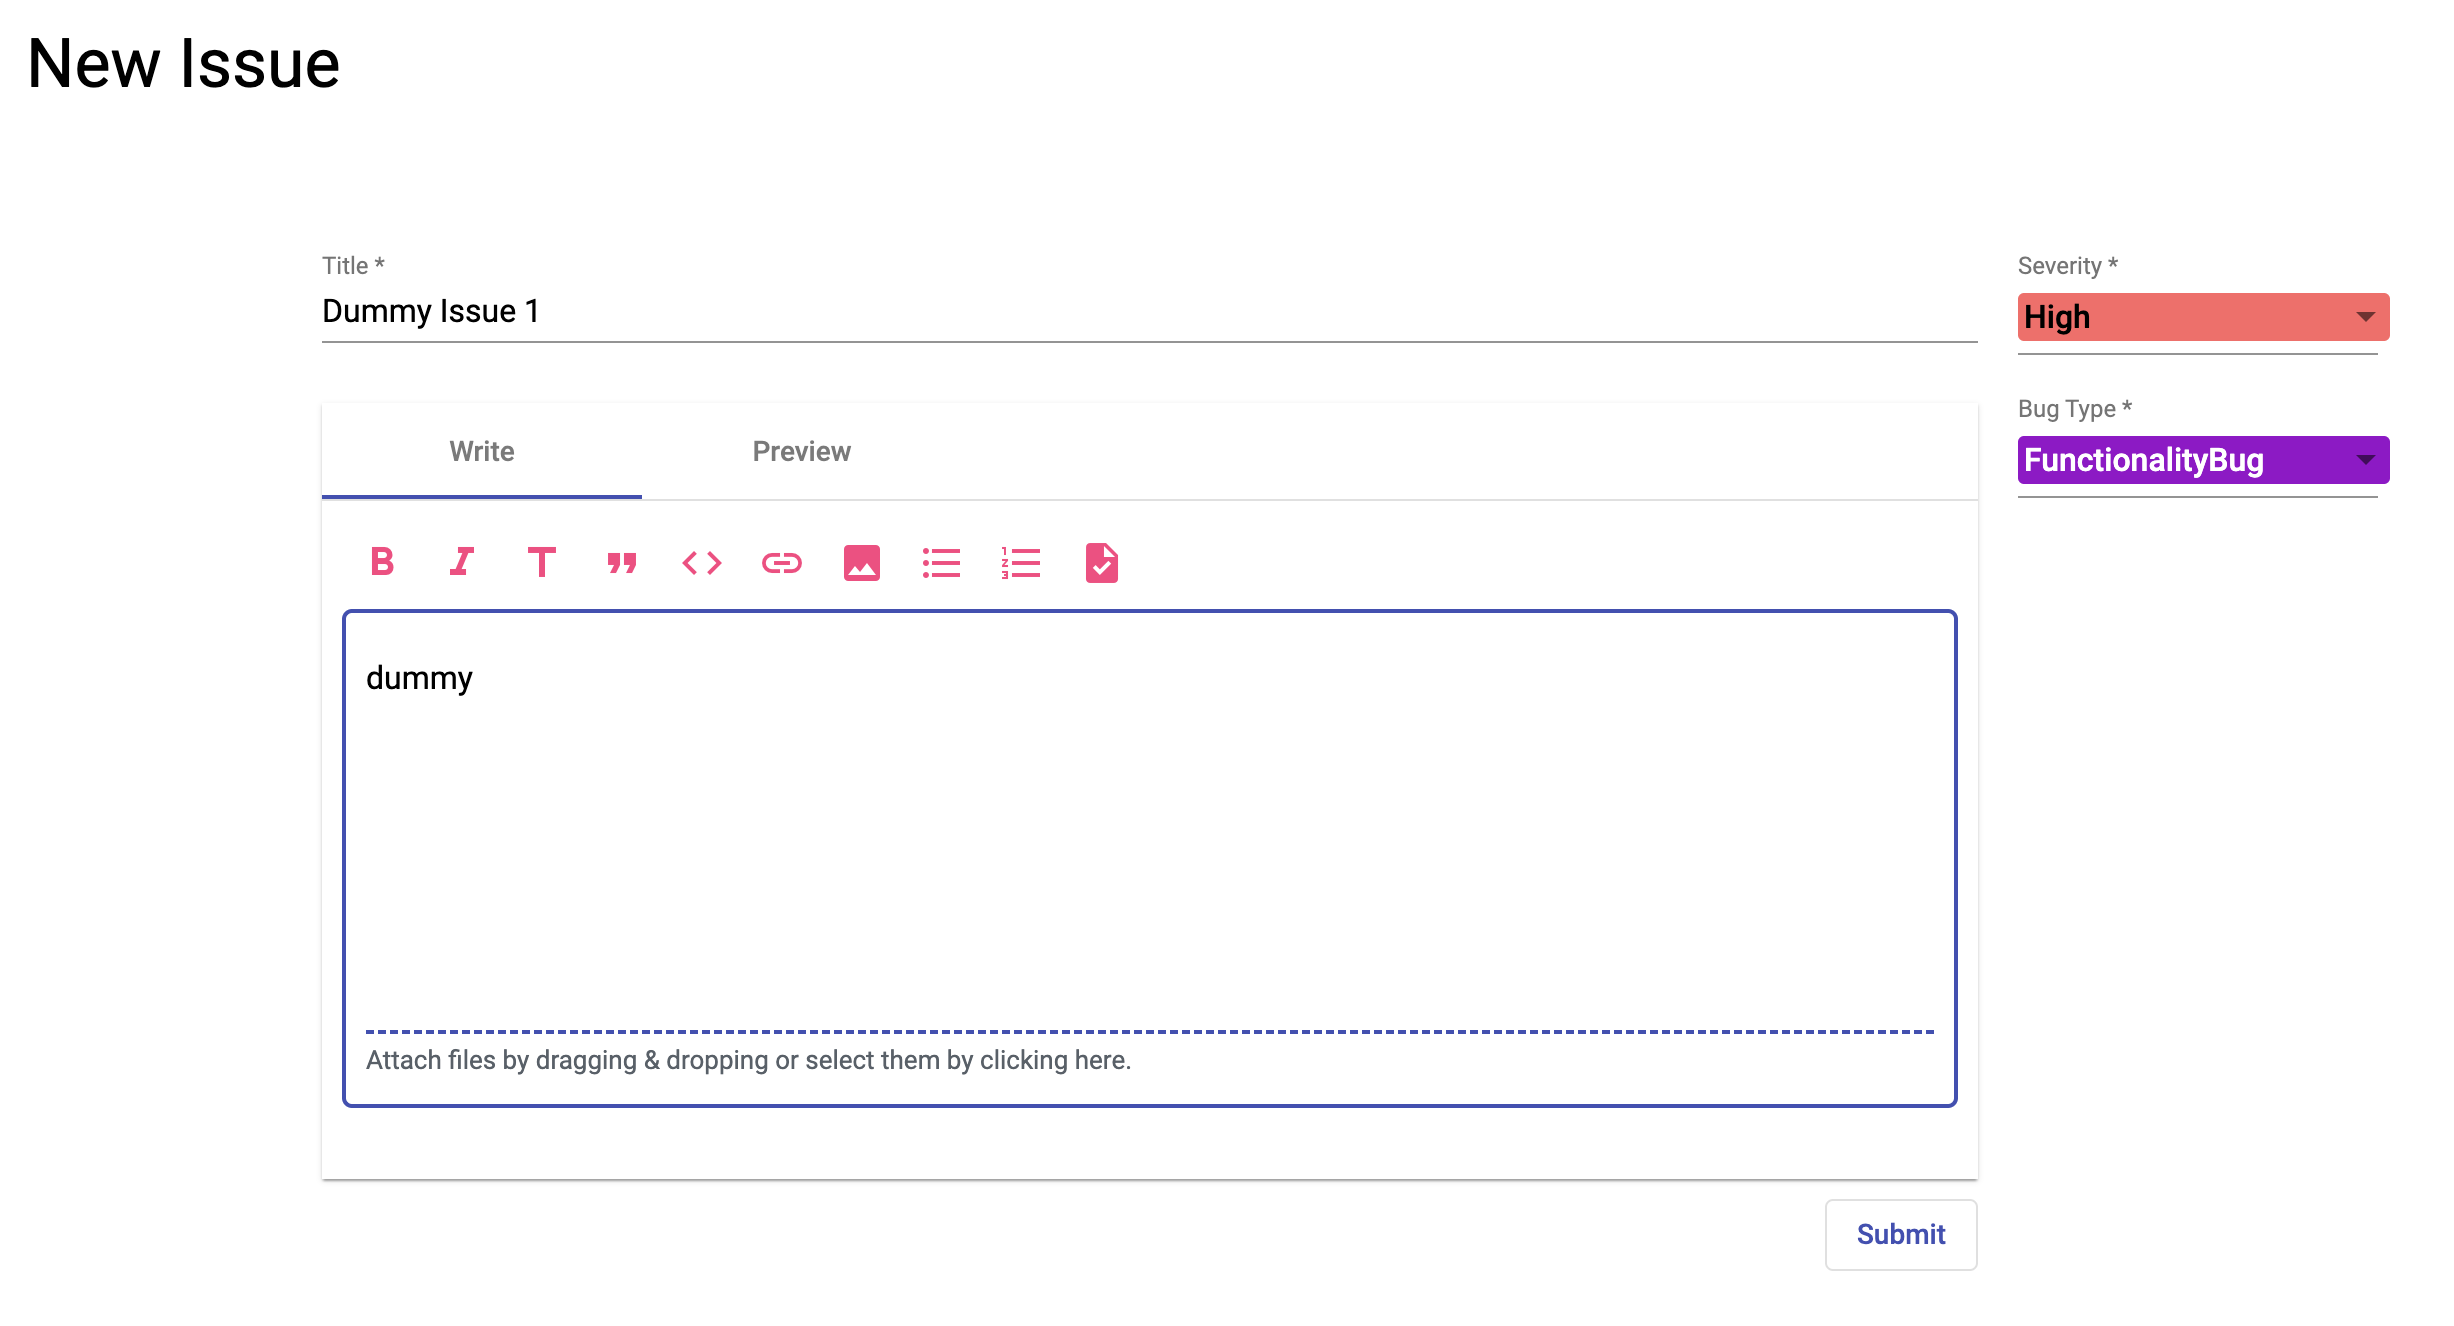 New Issue
Title *
Dummy Issue 1
Severity *
High
Bug Type *
FunctionalityBug
Write
Preview
dummy
Attach files by dragging & dropping or select them by clicking here.
Submit